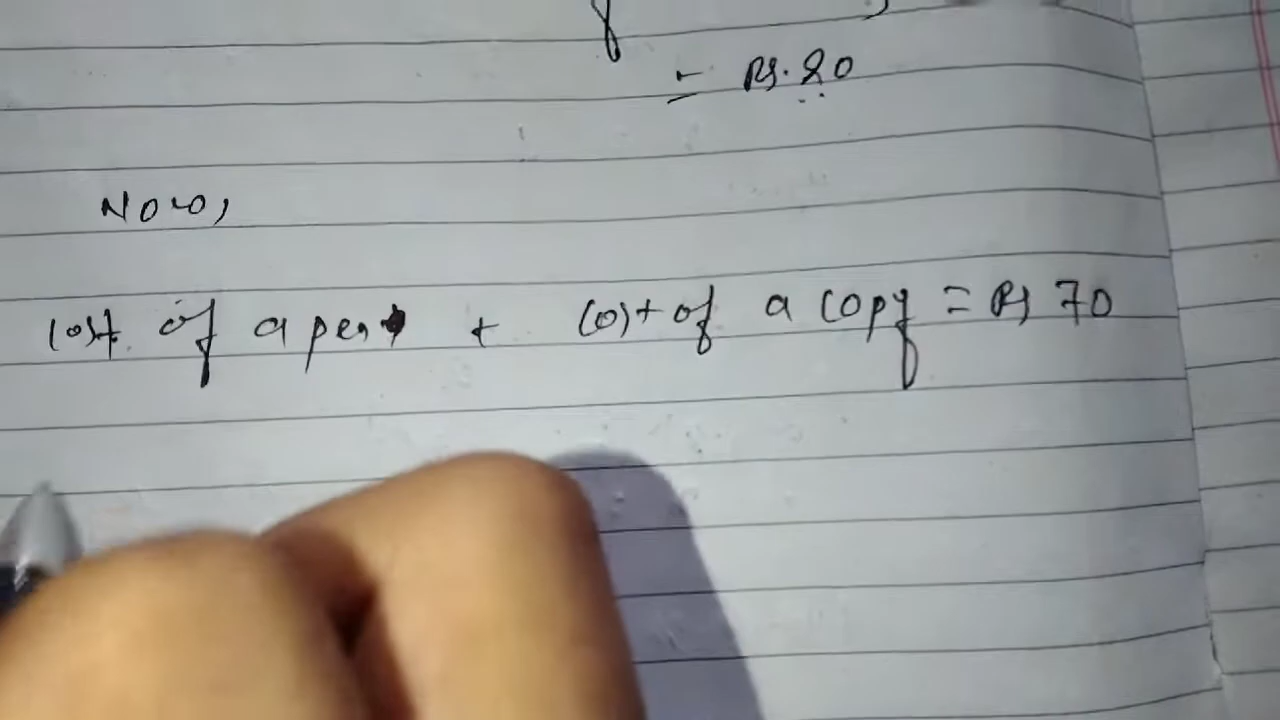 = Rs. 20
Now,
Cost of a pen + Cost of a copy = Rs 70